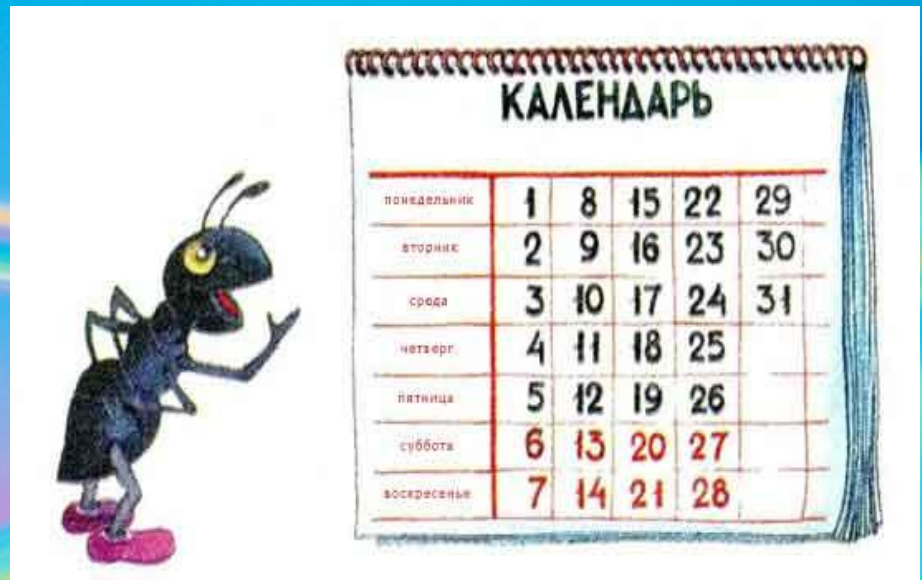 КАЛЕНДАРЬ
понедельник 1 8 15 22 29
вторник 2 9 16 23 30
среда 3 10 17 24 31
четверг 4 11 18 25
пятница 5 12 19 26
суббота 6 13 20 27
воскресенье 7 14 21 28